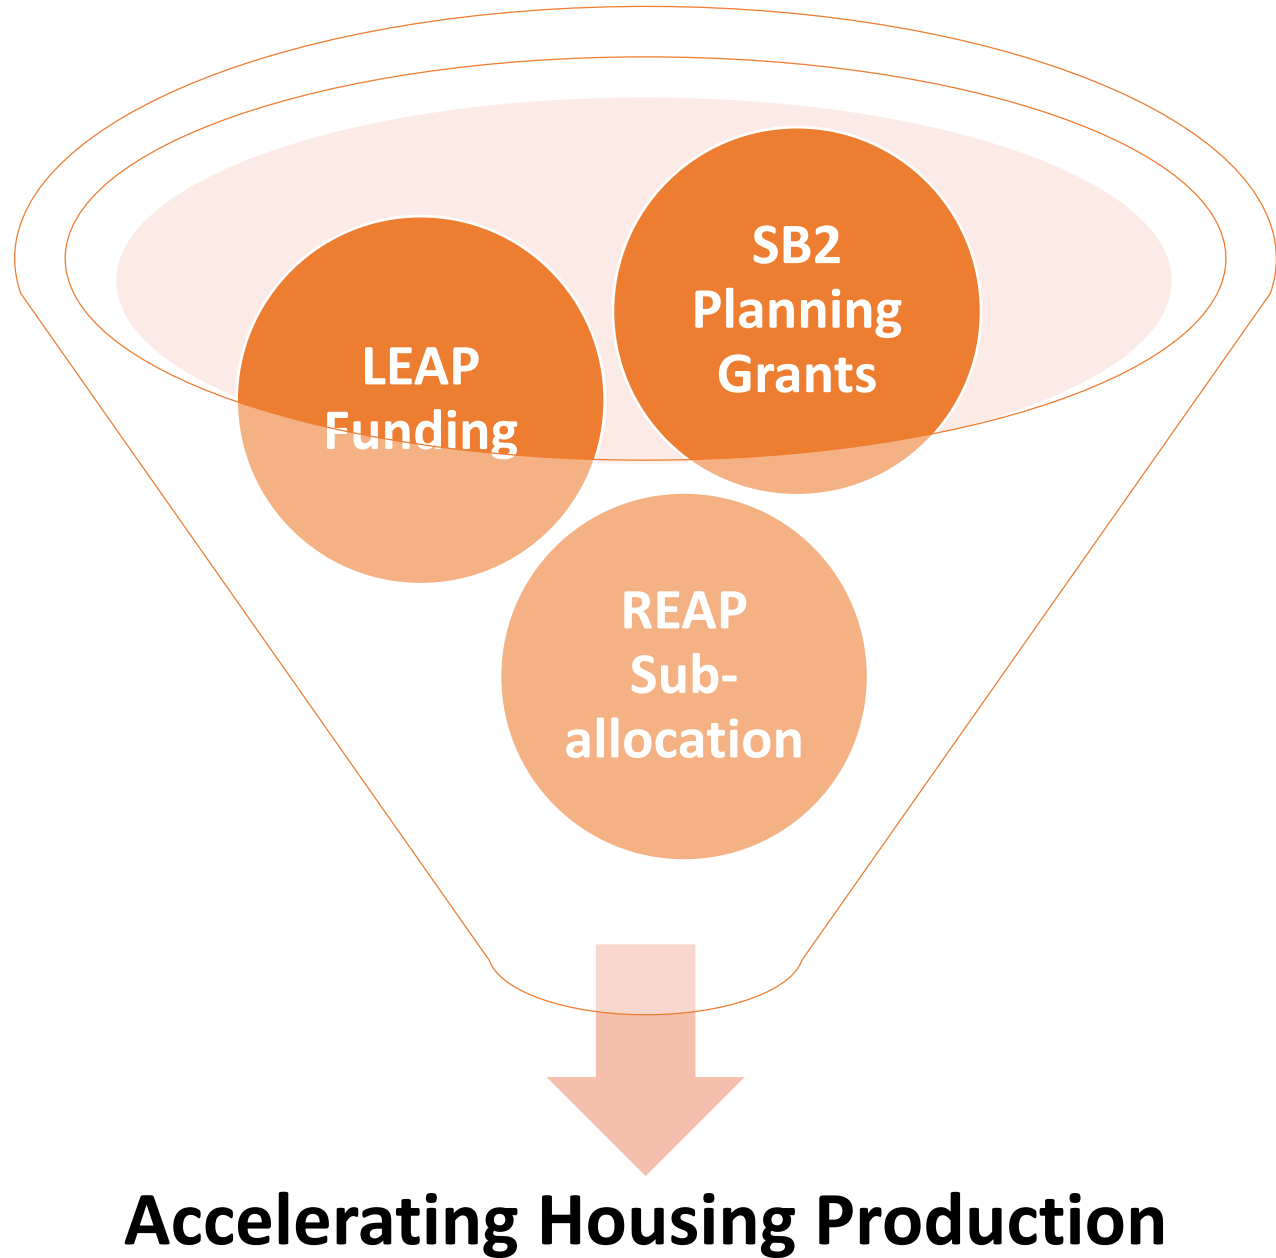 SB2
Planning
Grants
LEAP
Funding
REAP
Sub-
allocation
Accelerating Housing Production